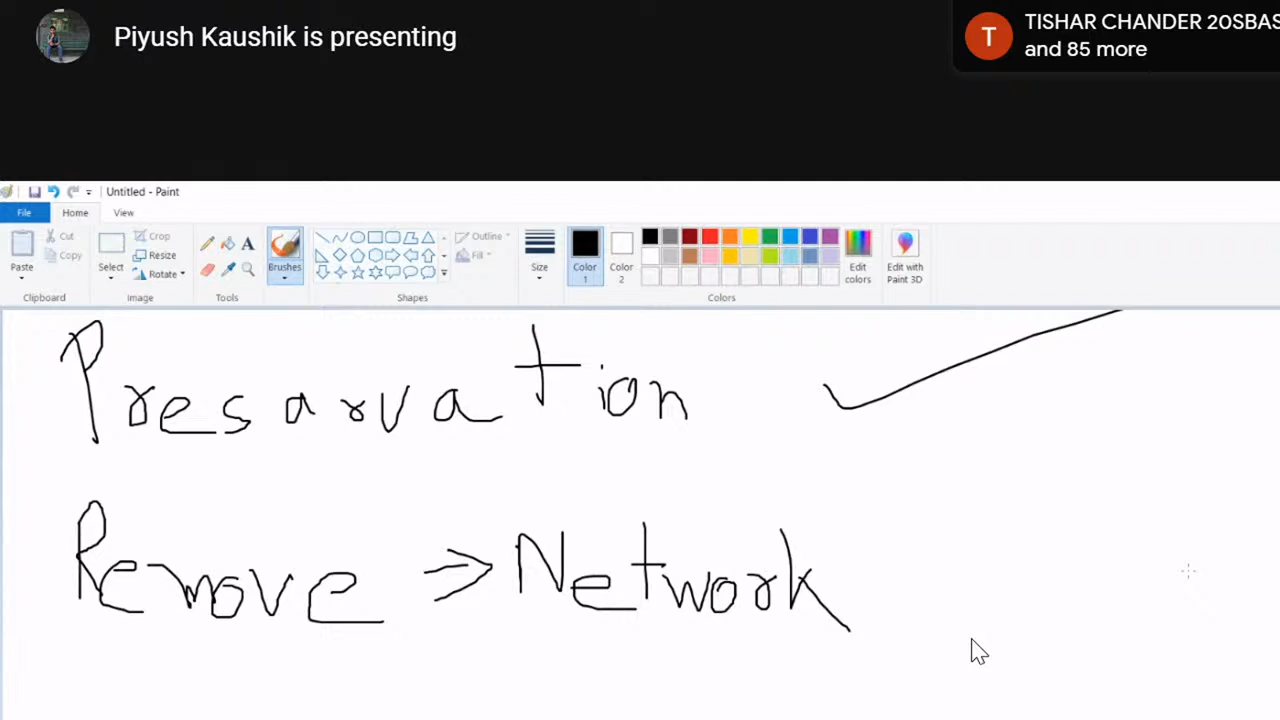 Piyush Kaushik is presenting
T
TISHAR CHANDER 20SBAS
and 85 more
Untitled - Paint
File Home View
Paste
Cut
Copy
Clipboard
Select
Crop
Resize
Rotate
Image
A
Tools
Brushes
Outline
Fill
Shapes
Size
Color
1
Color
2
Edit
colors
Edit with
Paint 3D
Colors
Presarvation
Remove => Network